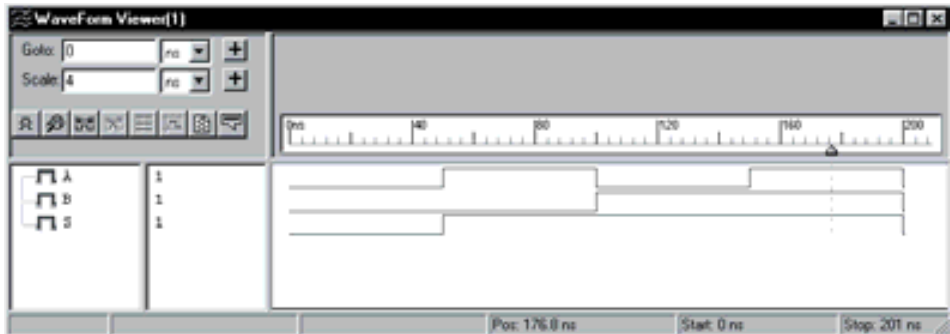 WaveForm Viewer(1)
Goto: 0 ns
Scale: 4 ns
0ns 40 80 120 160 200
A 1
B 1
S 1
Pos: 176.8 ns Start: 0 ns Stop: 201 ns